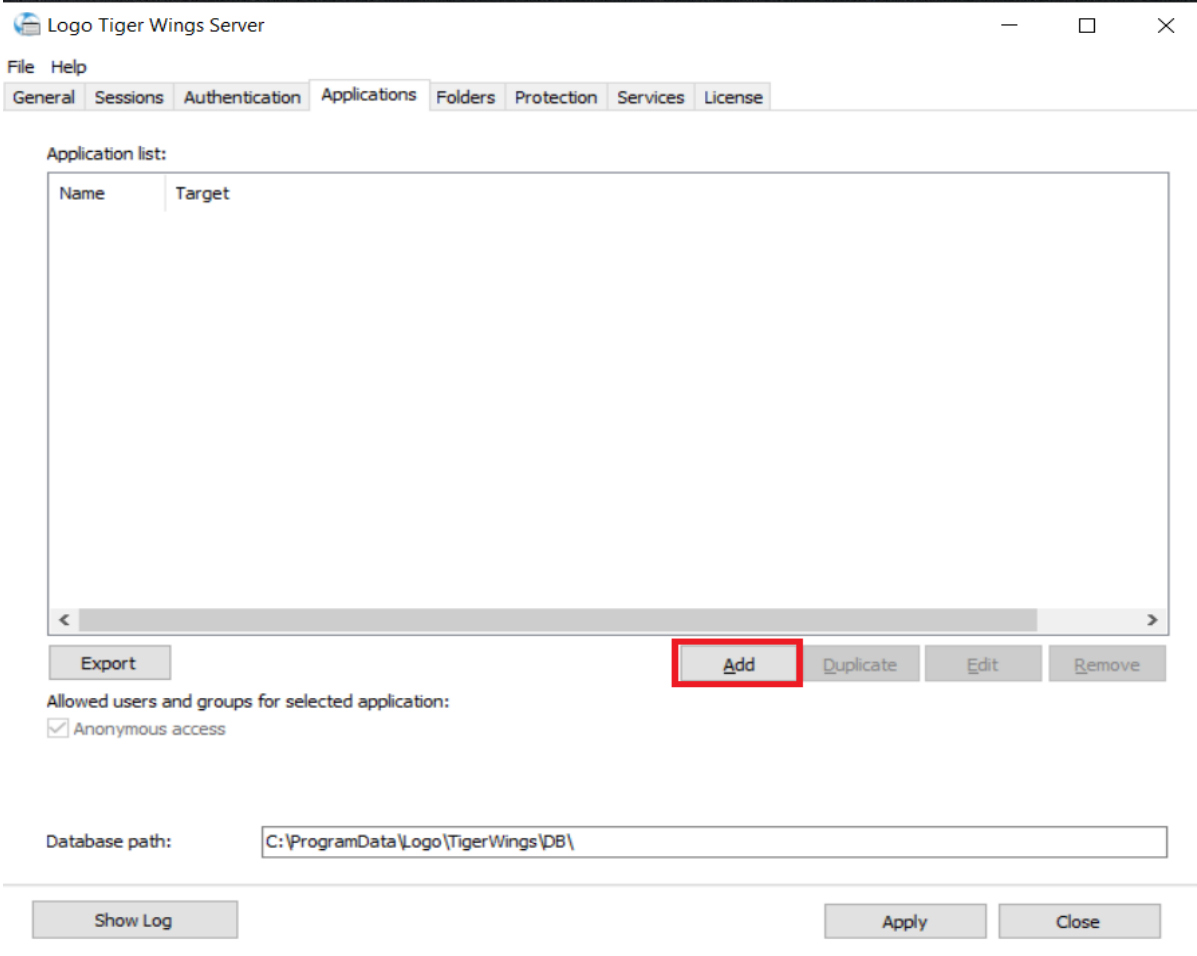 Logo Tiger Wings Server
File Help
General Sessions Authentication Applications Folders Protection Services License
Application list:
Name Target
Export Add Duplicate Edit Remove
Allowed users and groups for selected application:
Anonymous access
Database path: C:\ProgramData\Logo\TigerWings\DB\
Show Log Apply Close